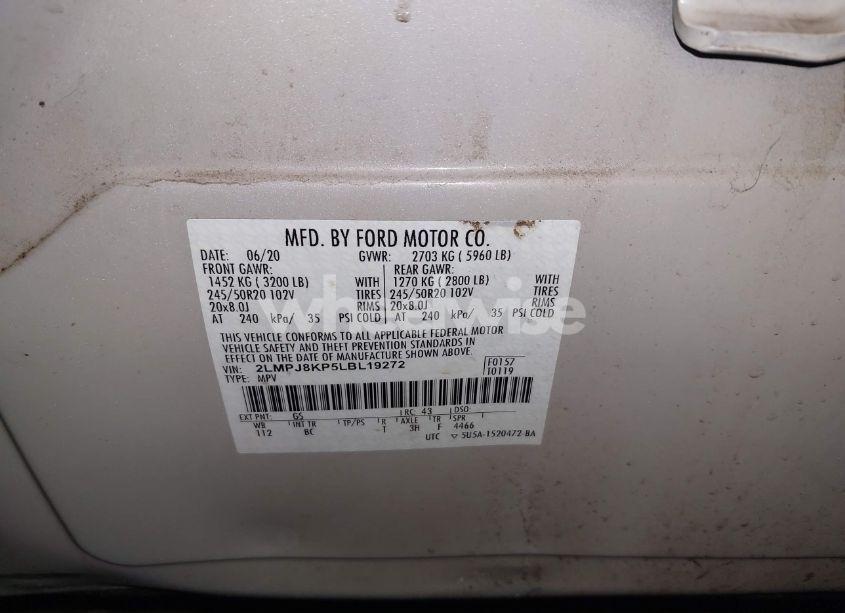 MFD. BY FORD MOTOR CO.
DATE: 06/20 GVWR: 2703 KG ( 5960 LB)
FRONT GAWR: REAR GAWR:
1452 KG ( 3200 LB) WITH 1270 KG ( 2800 LB) WITH
245/50R20 102V TIRES 245/50R20 102V TIRES
20x8.0J RIMS 20x8.0J RIMS
AT 240 kPa/ 35 PSI COLD AT 240 kPa/ 35 PSI COLD
THIS VEHICLE CONFORMS TO ALL APPLICABLE FEDERAL MOTOR
VEHICLE SAFETY AND THEFT PREVENTION STANDARDS IN
EFFECT ON THE DATE OF MANUFACTURE SHOWN ABOVE.
VIN: 2LMPJ8KP5LBL19272 F0157
TYPE: MPV T0119
EXT PNT: GS RC: 43 DSO:
WB INT TR TP/PS R AXLE TR SPR
112 BC T 3H F 4466
UTC ▽ 5U5A-1520472-BA
wheelwise